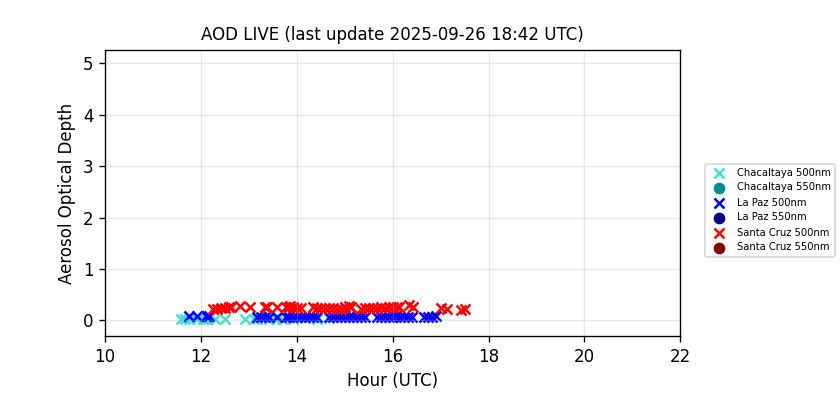 AOD LIVE (last update 2025-09-26 18:42 UTC)
Aerosol Optical Depth
5
4
3
2
1
0
10 12 14 16 18 20 22
Hour (UTC)
Chacaltaya 500nm
Chacaltaya 550nm
La Paz 500nm
La Paz 550nm
Santa Cruz 500nm
Santa Cruz 550nm